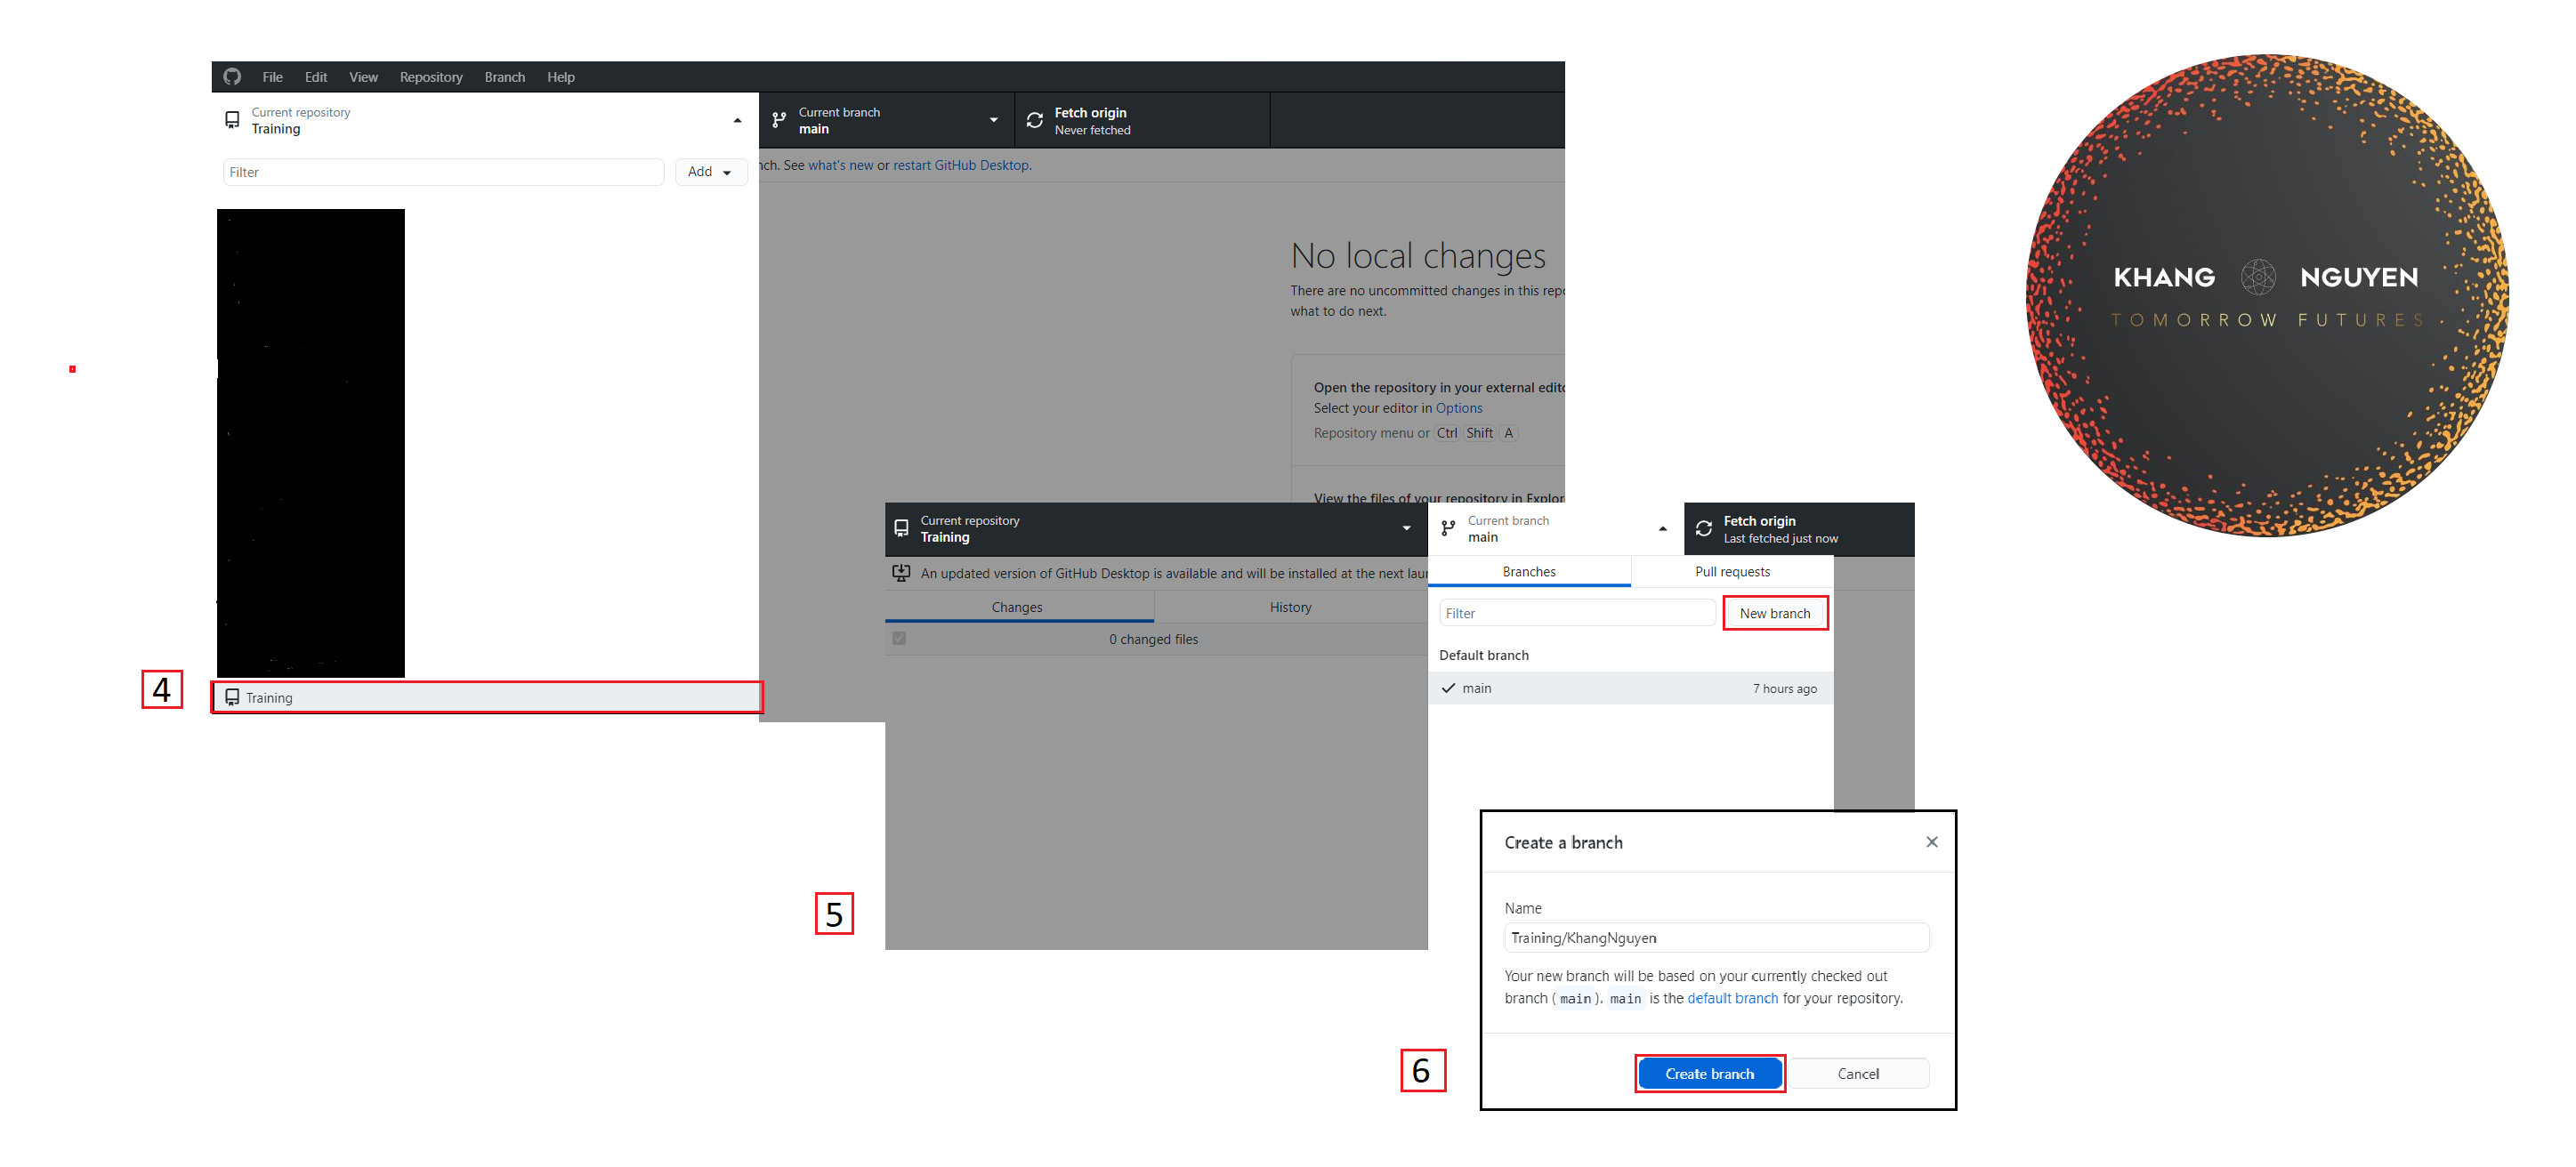 File Edit View Repository Branch Help
Current repository
Training
Current branch
main
Fetch origin
Never fetched
Filter
Add
nch. See what's new or restart GitHub Desktop.
No local changes
There are no uncommitted changes in this repo
what to do next.
Open the repository in your external edito
Select your editor in Options
Repository menu or Ctrl Shift A
View the files of your repository in Explor
4
Training
KHANG NGUYEN
TOMORROW FUTURES
Current repository
Training
Current branch
main
Fetch origin
Last fetched just now
An updated version of GitHub Desktop is available and will be installed at the next lau
Branches
Pull requests
Changes
History
Filter
New branch
0 changed files
Default branch
main
7 hours ago
5
Create a branch
Name
Training/KhangNguyen
Your new branch will be based on your currently checked out
branch (main). main is the default branch for your repository.
6
Create branch
Cancel